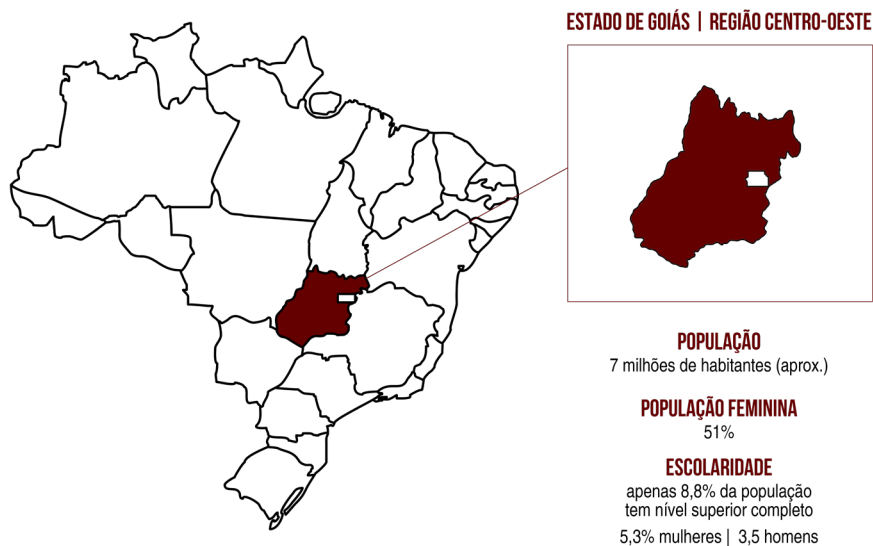 ESTADO DE GOIÁS | REGIÃO CENTRO-OESTE
POPULAÇÃO
7 milhões de habitantes (aprox.)
POPULAÇÃO FEMININA
51%
ESCOLARIDADE
apenas 8,8% da população
tem nível superior completo
5,3% mulheres | 3,5 homens